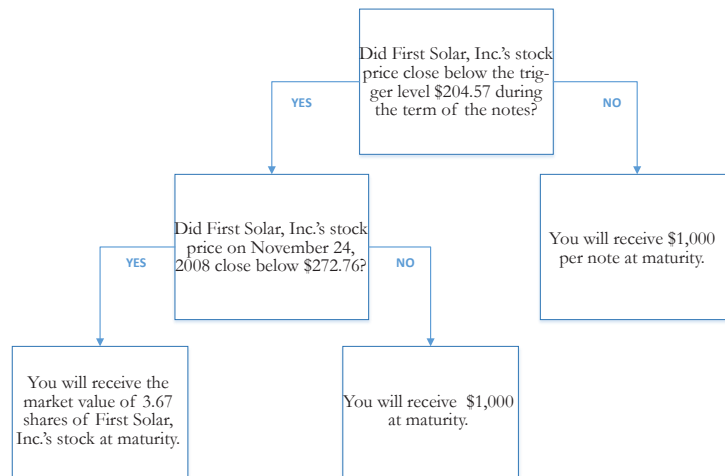 Did First Solar, Inc.'s stock
price close below the trig-
ger level $204.57 during
the term of the notes?
YES
NO
Did First Solar, Inc.'s stock
price on November 24,
2008 close below $272.76?
You will receive $1,000
per note at maturity.
YES
NO
You will receive the
market value of 3.67
shares of First Solar,
Inc.'s stock at maturity.
You will receive $1,000
at maturity.